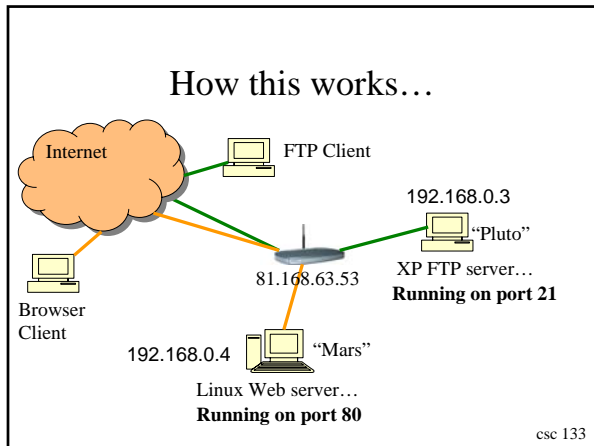 How this works…
Internet
FTP Client
192.168.0.3
“Pluto”
XP FTP server…
Running on port 21
81.168.63.53
Browser
Client
192.168.0.4
“Mars”
Linux Web server…
Running on port 80
csc 133